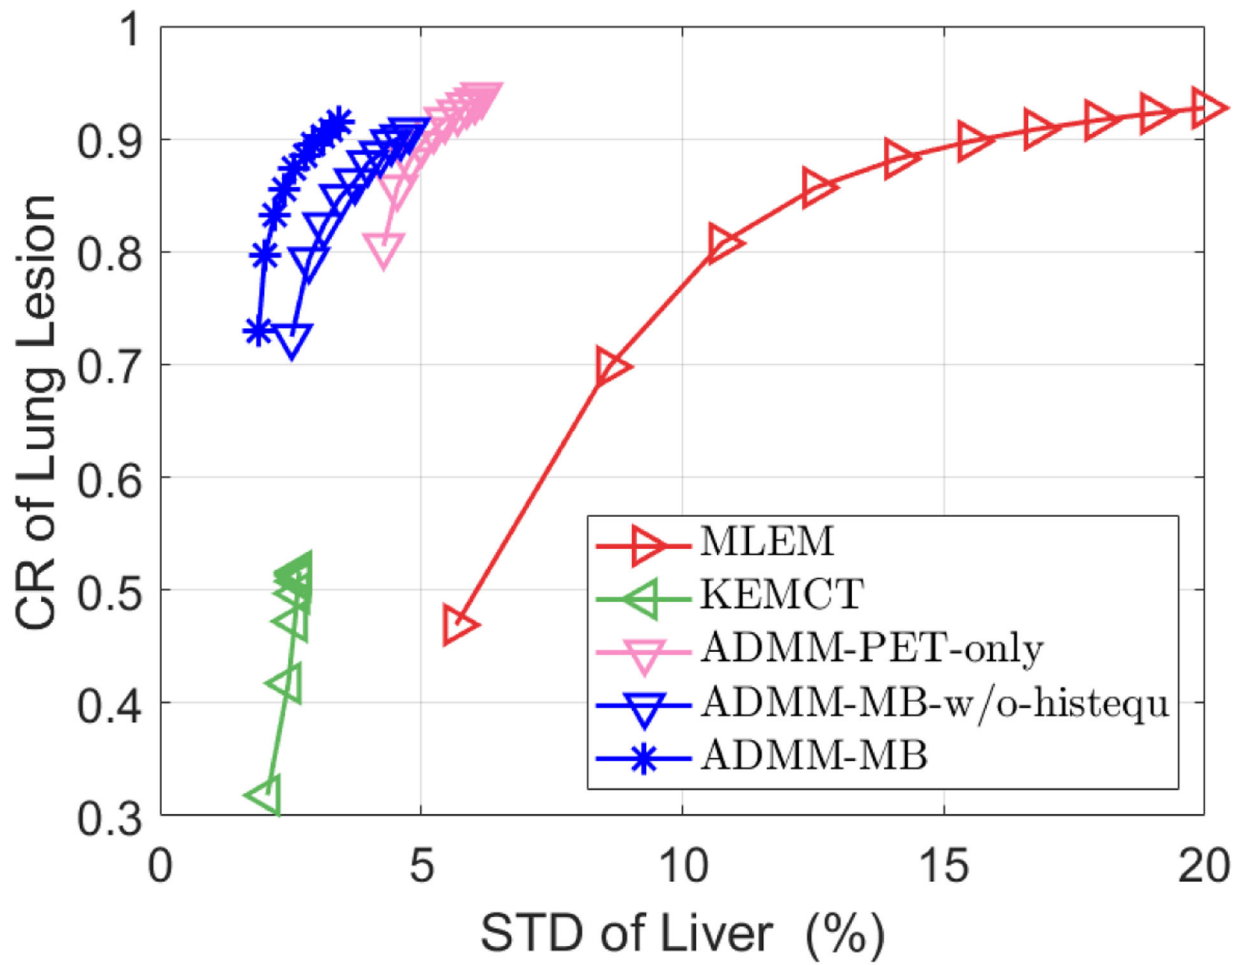 CR of Lung Lesion
1
0.9
0.8
0.7
0.6
0.5
0.4
0.3
MLEM
KEMCT
ADMM-PET-only
ADMM-MB-w/o-histequ
ADMM-MB
0 5 10 15 20
STD of Liver (%)